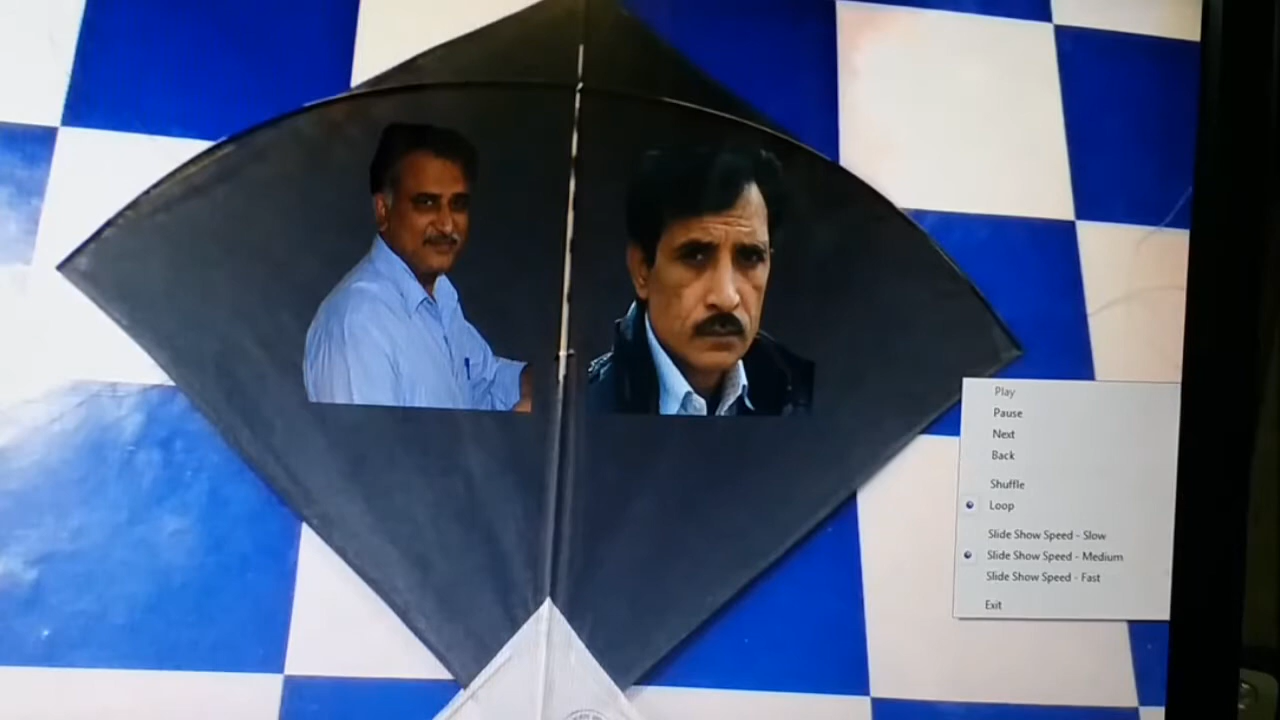 Play
Pause
Next
Back
Shuffle
Loop
Slide Show Speed - Slow
Slide Show Speed - Medium
Slide Show Speed - Fast
Exit